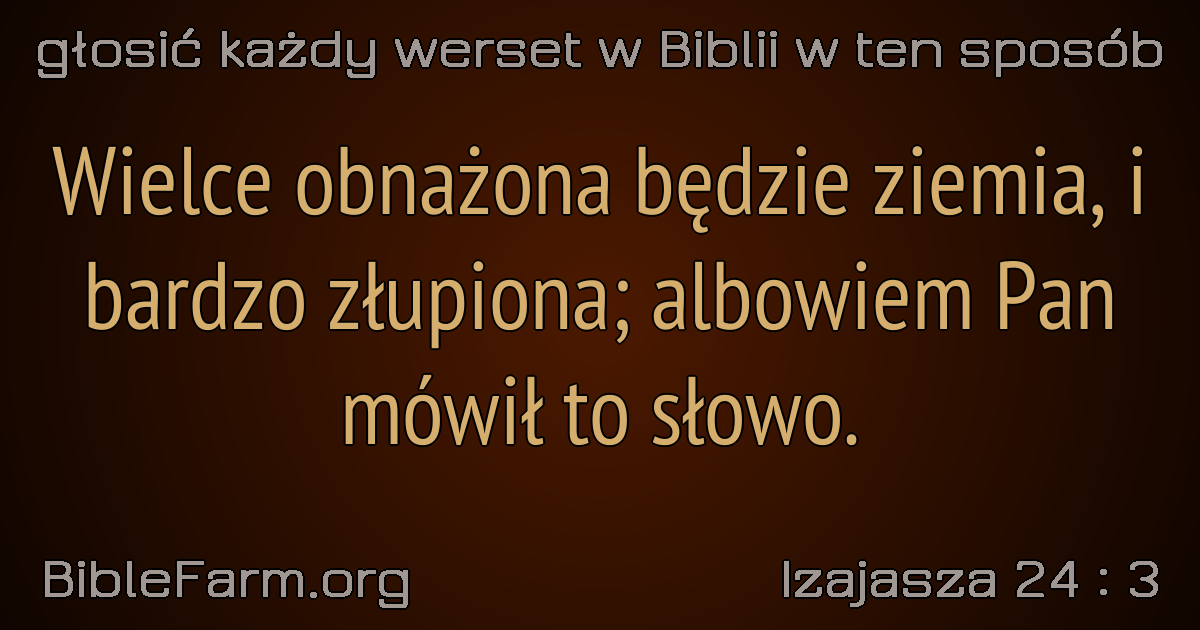 głosić każdy werset w Biblii w ten sposób
Wielce obnażona będzie ziemia, i
bardzo złupiona; albowiem Pan
mówił to słowo.
BibleFarm.org
Izajasza 24 : 3